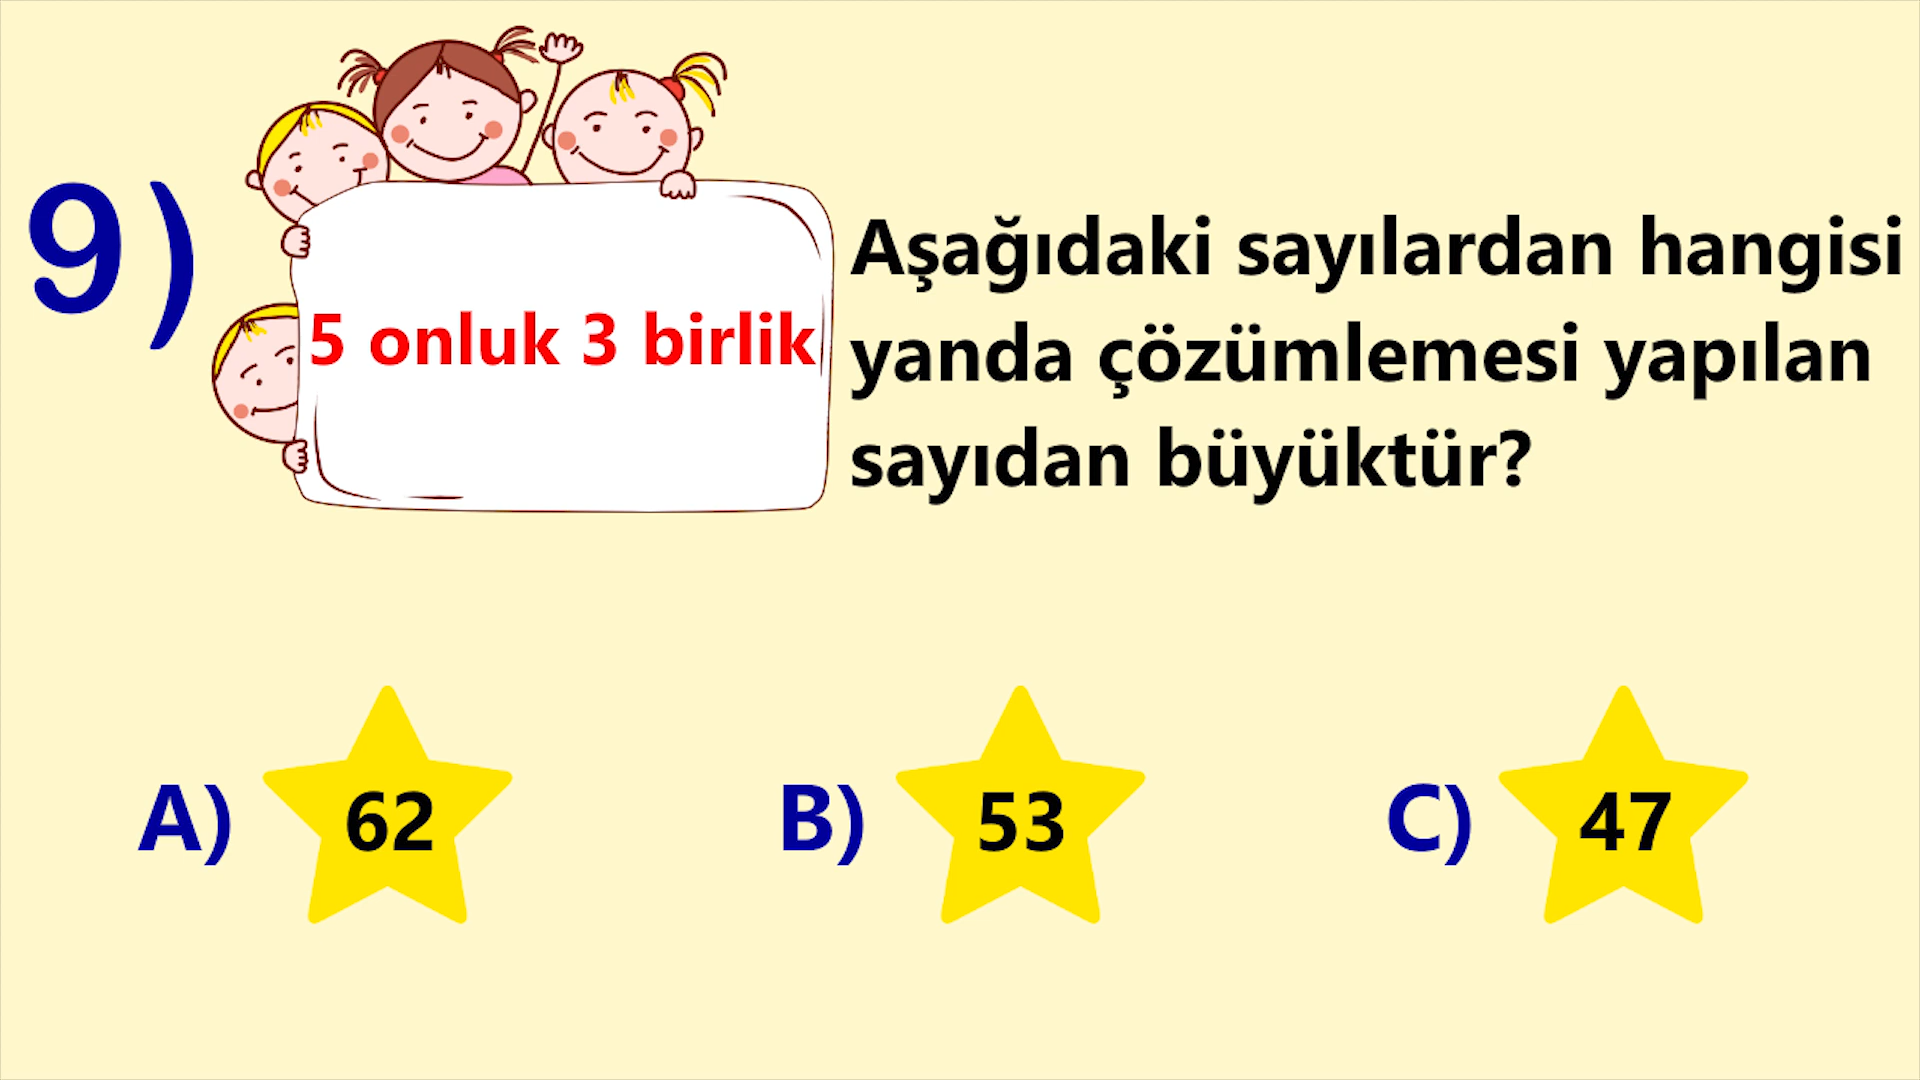 9)
5 onluk 3 birlik
Aşağıdaki sayılardan hangisi
yanda çözümlemesi yapılan
sayıdan büyüktür?
A) 62
B) 53
C) 47